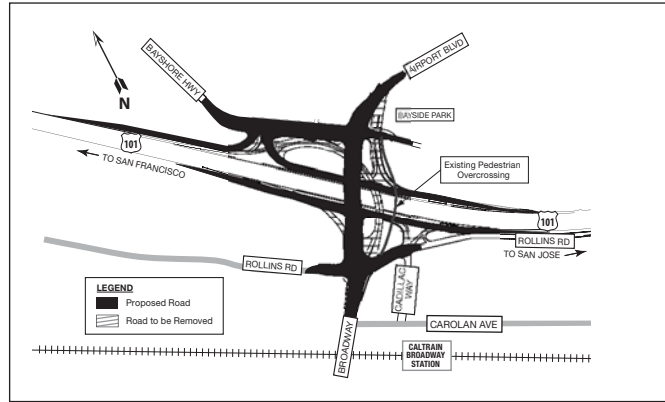 BAYSHORE HWY
AIRPORT BLVD
N
BAYSIDE PARK
101
TO SAN FRANCISCO
Existing Pedestrian
Overcrossing
101
ROLLINS RD
TO SAN JOSE
ROLLINS RD
CADILLAC
WAY
LEGEND
Proposed Road
Road to be Removed
CAROLAN AVE
BROADWAY
CALTRAIN
BROADWAY
STATION